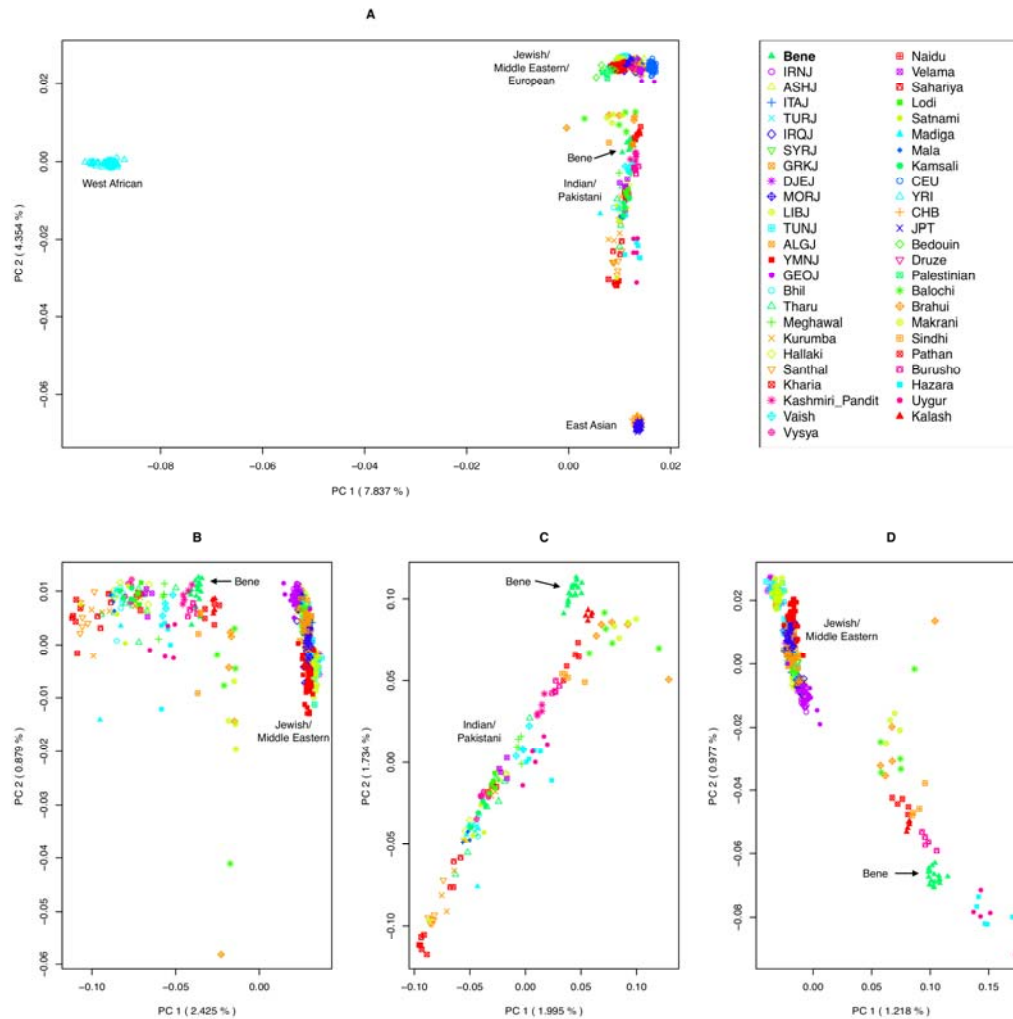 A
Jewish/
Middle Eastern/
European
Bene
West African
Indian/
Pakistani
East Asian
0.02
0.00
−0.02
−0.04
−0.06
PC 2 ( 4.354 % )
−0.08
−0.06
−0.04
−0.02
0.00
0.02
PC 1 ( 7.837 % )
Bene
IRNJ
ASHJ
ITAJ
TURJ
IRQJ
SYRJ
GRKJ
DJEJ
MORJ
LIBJ
TUNJ
ALGJ
YMNJ
GEOJ
Bhil
Tharu
Meghawal
Kurumba
Hallaki
Santhal
Kharia
Kashmiri_Pandit
Vaish
Vysya
Naidu
Velama
Sahariya
Lodi
Satnami
Madiga
Mala
Kamsali
CEU
YRI
CHB
JPT
Bedouin
Druze
Palestinian
Balochi
Brahui
Makrani
Sindhi
Pathan
Burusho
Hazara
Uygur
Kalash
B
Bene
Jewish/
Middle Eastern
0.01
0.00
−0.01
−0.02
−0.03
−0.04
−0.05
−0.06
PC 2 ( 0.879 % )
−0.10
−0.05
0.00
PC 1 ( 2.425 % )
C
Bene
Indian/
Pakistani
0.10
0.05
0.00
−0.05
−0.10
PC 2 ( 1.734 % )
−0.10
−0.05
0.00
0.05
0.10
PC 1 ( 1.995 % )
D
Jewish/
Middle Eastern
Bene
0.02
0.00
−0.02
−0.04
−0.06
−0.08
PC 2 ( 0.977 % )
0.00
0.05
0.10
0.15
PC 1 ( 1.218 % )